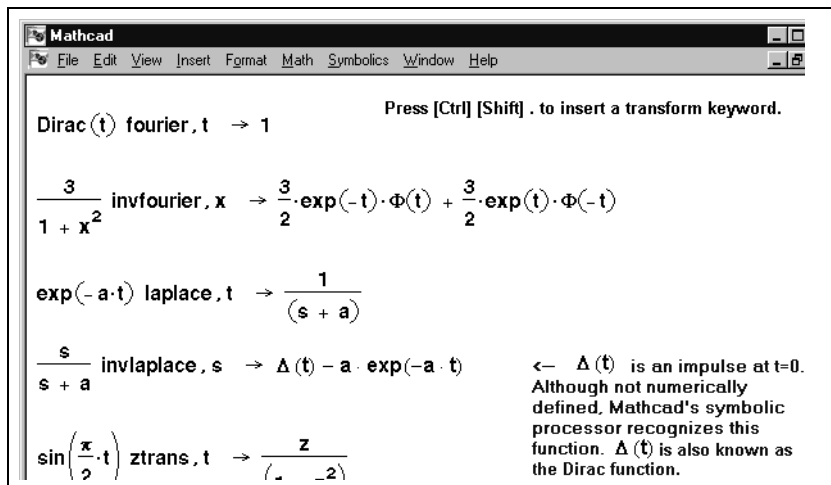 Mathcad
File Edit View Insert Format Math Symbolics Window Help
Press [Ctrl] [Shift] . to insert a transform keyword.
Dirac(t) fourier,t → 1
3/(1 + x^2) invfourier,x → 3/2·exp(-t)·Φ(t) + 3/2·exp(t)·Φ(-t)
exp(-a·t) laplace,t → 1/(s + a)
s/(s + a) invlaplace,s → Δ(t) - a · exp(-a · t)
<- Δ(t) is an impulse at t=0.
Although not numerically
defined, Mathcad's symbolic
processor recognizes this
function. Δ(t) is also known as
the Dirac function.
sin(π/2·t) ztrans,t → z